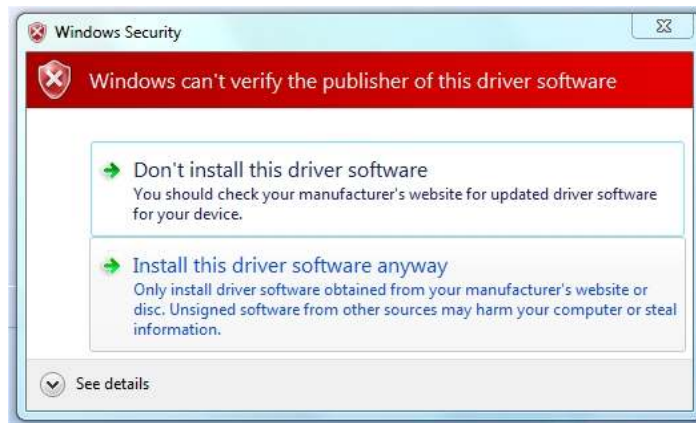 Windows Security
Windows can't verify the publisher of this driver software
Don't install this driver software
You should check your manufacturer's website for updated driver software
for your device.
Install this driver software anyway
Only install driver software obtained from your manufacturer's website or
disc. Unsigned software from other sources may harm your computer or steal
information.
See details